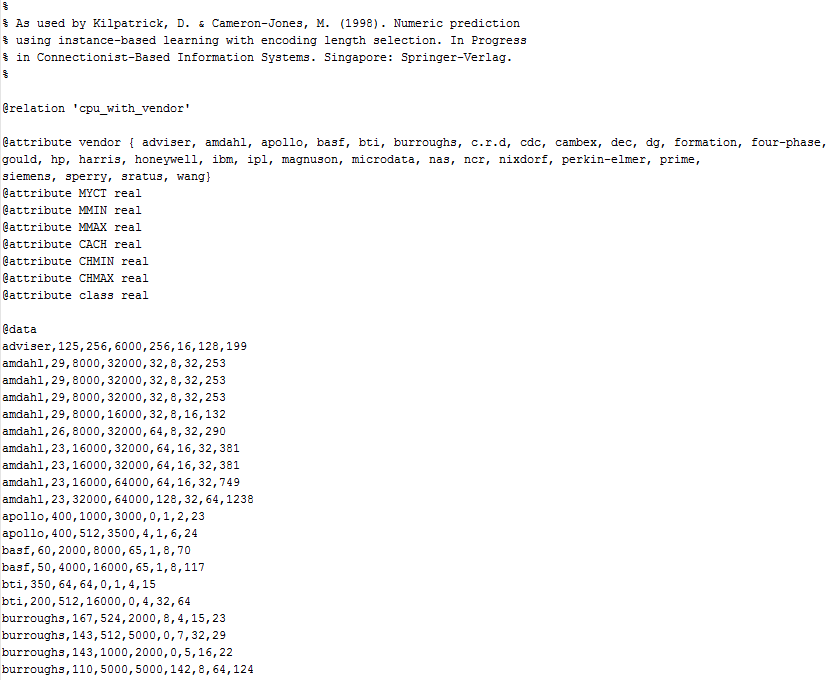 %
% As used by Kilpatrick, D. & Cameron-Jones, M. (1998). Numeric prediction
% using instance-based learning with encoding length selection. In Progress
% in Connectionist-Based Information Systems. Singapore: Springer-Verlag.
%
@relation 'cpu_with_vendor'
@attribute vendor { adviser, amdahl, apollo, basf, bti, burroughs, c.r.d, cdc, cambex, dec, dg, formation, four-phase,
gould, hp, harris, honeywell, ibm, ipl, magnuson, microdata, nas, ncr, nixdorf, perkin-elmer, prime,
siemens, sperry, sratus, wang}
@attribute MYCT real
@attribute MMIN real
@attribute MMAX real
@attribute CACH real
@attribute CHMIN real
@attribute CHMAX real
@attribute class real
@data
adviser,125,256,6000,256,16,128,199
amdahl,29,8000,32000,32,8,32,253
amdahl,29,8000,32000,32,8,32,253
amdahl,29,8000,32000,32,8,32,253
amdahl,29,8000,16000,32,8,16,132
amdahl,26,8000,32000,64,8,32,290
amdahl,23,16000,32000,64,16,32,381
amdahl,23,16000,32000,64,16,32,381
amdahl,23,16000,64000,64,16,32,749
amdahl,23,32000,64000,128,32,64,1238
apollo,400,1000,3000,0,1,2,23
apollo,400,512,3500,4,1,6,24
basf,60,2000,8000,65,1,8,70
basf,50,4000,16000,65,1,8,117
bti,350,64,64,0,1,4,15
bti,200,512,16000,0,4,32,64
burroughs,167,524,2000,8,4,15,23
burroughs,143,512,5000,0,7,32,29
burroughs,143,1000,2000,0,5,16,22
burroughs,110,5000,5000,142,8,64,124